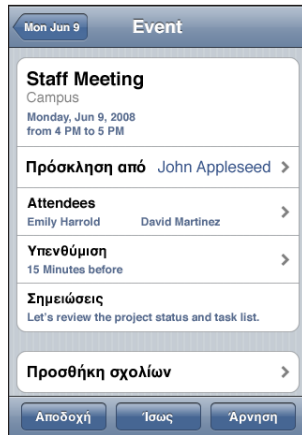 Mon Jun 9
Event
Staff Meeting
Campus
Monday, Jun 9, 2008
from 4 PM to 5 PM
Πρόσκληση από John Appleseed
Attendees
Emily Harrold David Martinez
Υπενθύμιση
15 Minutes before
Σημειώσεις
Let's review the project status and task list.
Προσθήκη σχολίων
Αποδοχή Ίσως Άρνηση